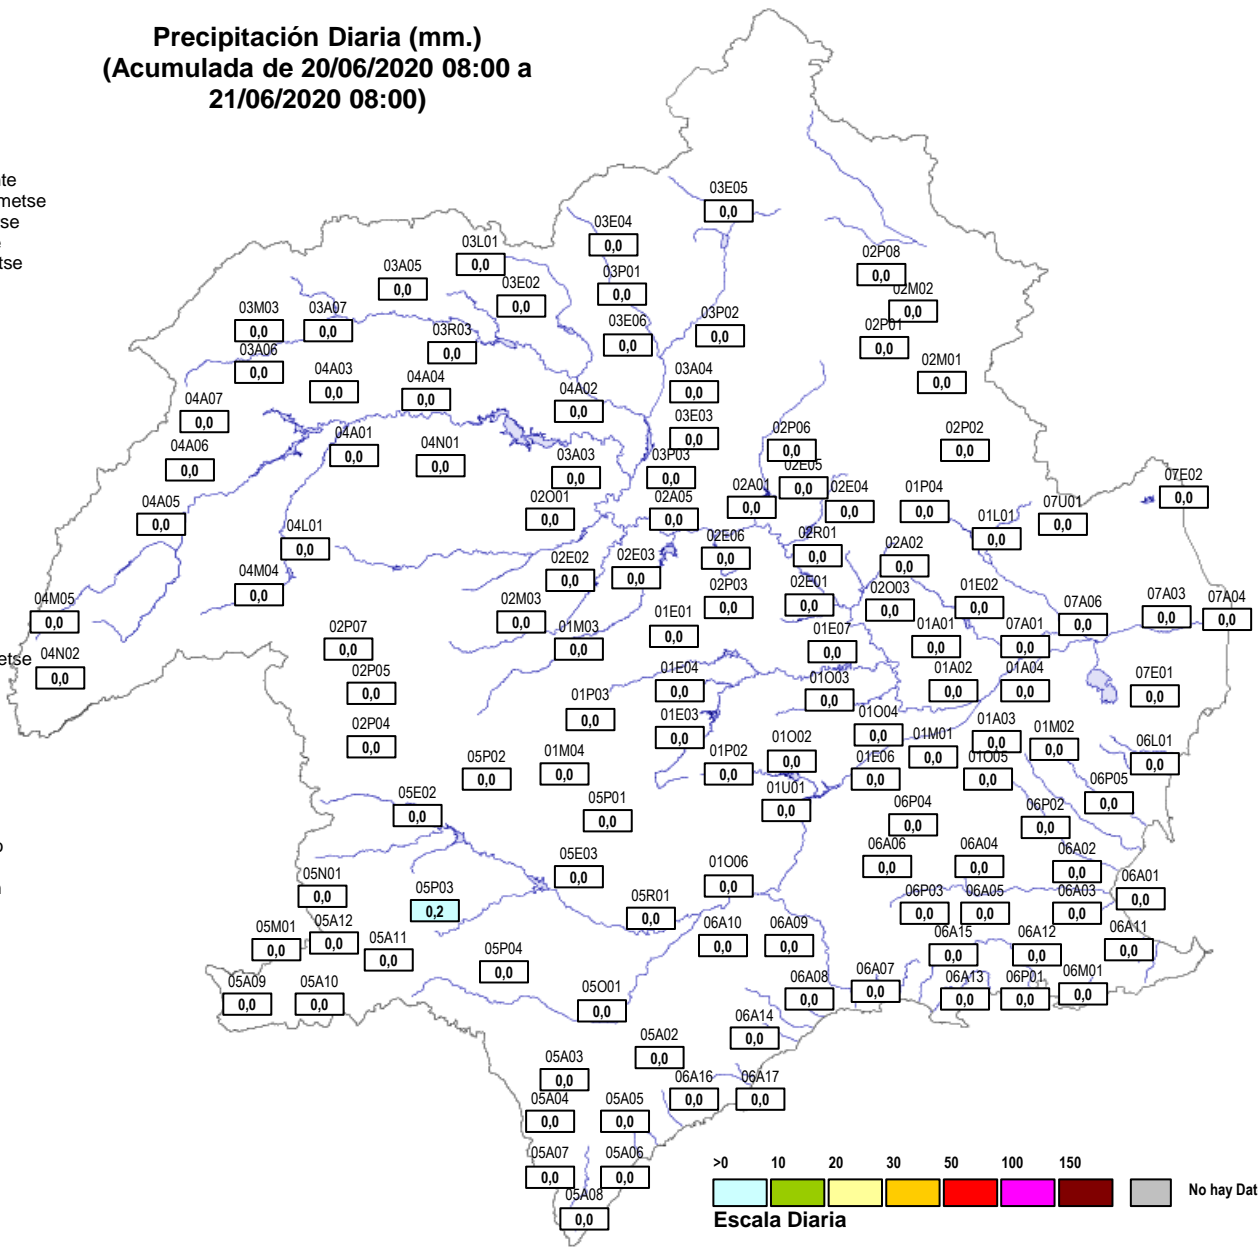 Precipitación Diaria (mm.)
(Acumulada de 20/06/2020 08:00 a
21/06/2020 08:00)
03E05
0,0
03E04
0,0
03L01
0,0
03A05
0,0
03E02
0,0
03P01
0,0
02P08
0,0
02M02
0,0
03M03
0,0
03A07
0,0
03R03
0,0
03E06
0,0
03P02
0,0
02P01
0,0
03A06
0,0
04A03
0,0
04A04
0,0
04A02
0,0
03A04
0,0
02M01
0,0
04A07
0,0
03E03
0,0
04A06
0,0
04A01
0,0
04N01
0,0
03A03
0,0
03P03
0,0
02P06
0,0
02P02
0,0
02E05
0,0
04A05
0,0
02O01
0,0
02A05
0,0
02A01
0,0
02E04
0,0
01P04
0,0
07E02
0,0
07U01
0,0
01L01
0,0
04L01
0,0
02E06
0,0
02R01
0,0
02A02
0,0
04M04
0,0
02E02
0,0
02E03
0,0
02P03
0,0
02E01
0,0
02O03
0,0
01E02
0,0
04M05
0,0
02M03
0,0
01M03
0,0
01E01
0,0
01E07
0,0
01A01
0,0
07A01
0,0
07A06
0,0
07A03
0,0
07A04
0,0
04N02
0,0
02P07
0,0
02P05
0,0
01E04
0,0
01O03
0,0
01A02
0,0
01A04
0,0
07E01
0,0
01P03
0,0
02P04
0,0
01E03
0,0
01O04
0,0
01A03
0,0
01M02
0,0
05P02
0,0
01M04
0,0
01P02
0,0
01O02
0,0
01E06
0,0
01M01
0,0
01O05
0,0
06L01
0,0
05E02
0,0
05P01
0,0
01U01
0,0
06P04
0,0
06P02
0,0
06P05
0,0
05N01
0,0
05P03
0,2
05E03
0,0
01O06
0,0
06A06
0,0
06A04
0,0
06A02
0,0
06A01
0,0
05R01
0,0
06P03
0,0
06A05
0,0
06A03
0,0
05M01
0,0
05A12
0,0
05A11
0,0
05P04
0,0
06A10
0,0
06A09
0,0
06A15
0,0
06A12
0,0
06A11
0,0
05A09
0,0
05A10
0,0
05O01
0,0
06A08
0,0
06A07
0,0
06A13
0,0
06P01
0,0
06M01
0,0
05A02
0,0
06A14
0,0
05A03
0,0
06A16
0,0
06A17
0,0
05A04
0,0
05A05
0,0
05A07
0,0
05A06
0,0
05A08
0,0
>0 10 20 30 50 100 150
No hay Dat
Escala Diaria